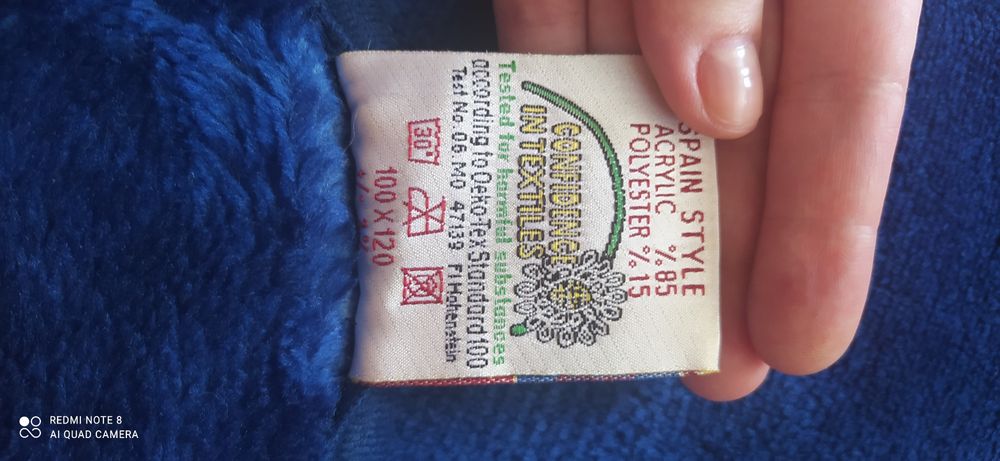 SPAIN STYLE
ACRYLIC %85
POLYESTER %15
CONFIDENCE
IN TEXTILES
Tested for harmful substances
according to Oeko-Tex Standard 100
Test No. 06.M0 47139 FI Hohenstein
30°
100 X 120
REDMI NOTE 8
AI QUAD CAMERA